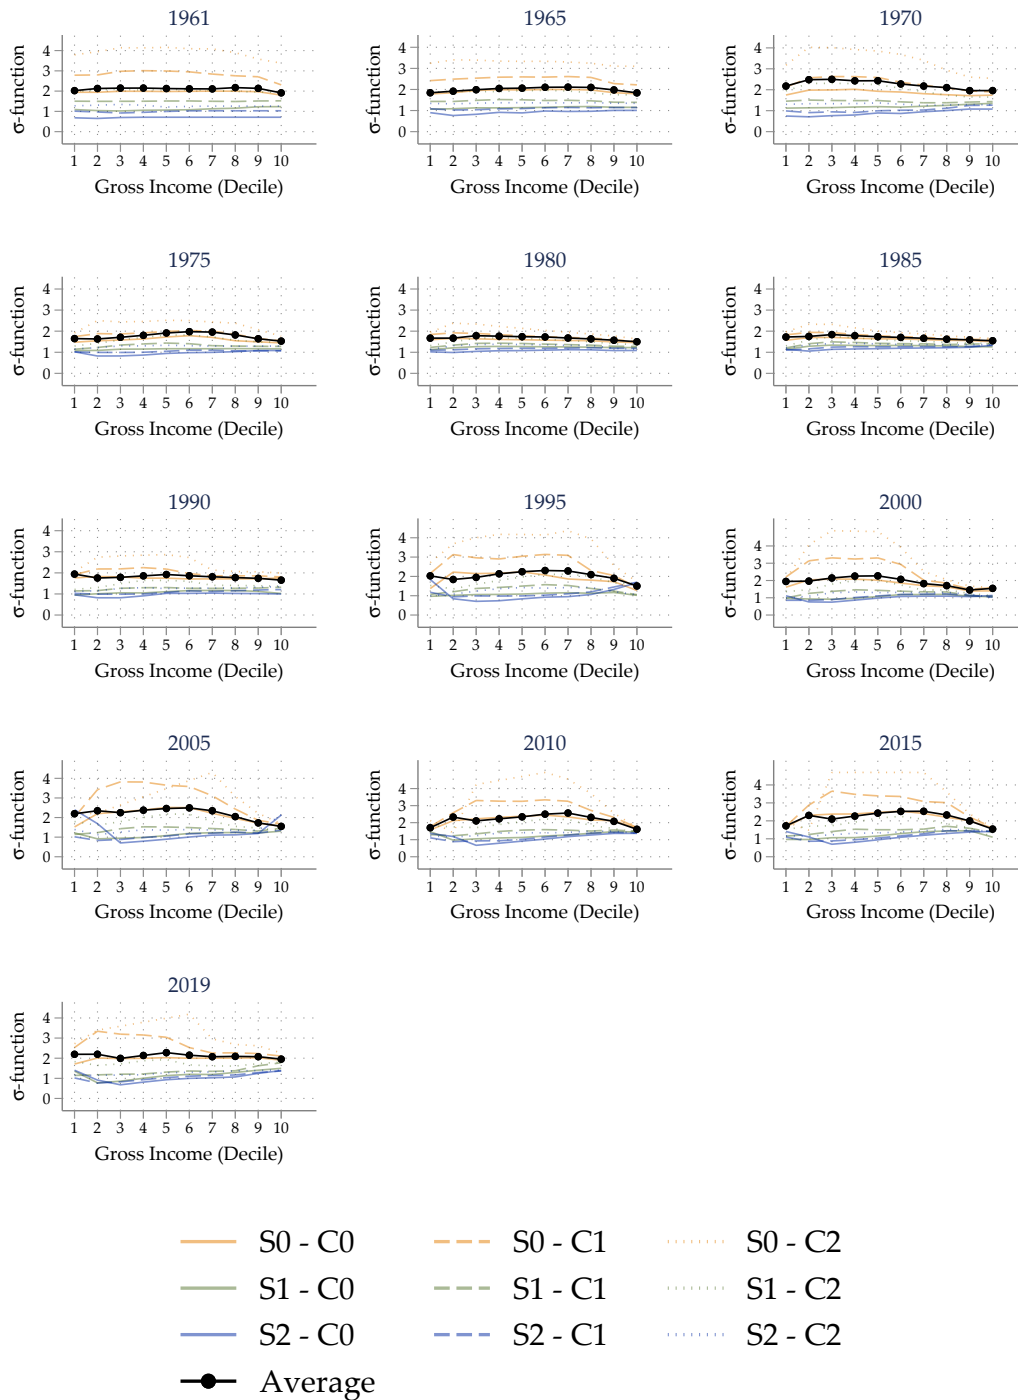 1961 1965 1970
σ-function 4 3 2 1 0 σ-function 4 3 2 1 0 σ-function 4 3 2 1 0
1 2 3 4 5 6 7 8 9 10 1 2 3 4 5 6 7 8 9 10 1 2 3 4 5 6 7 8 9 10
Gross Income (Decile) Gross Income (Decile) Gross Income (Decile)
1975 1980 1985
σ-function 4 3 2 1 0 σ-function 4 3 2 1 0 σ-function 4 3 2 1 0
1 2 3 4 5 6 7 8 9 10 1 2 3 4 5 6 7 8 9 10 1 2 3 4 5 6 7 8 9 10
Gross Income (Decile) Gross Income (Decile) Gross Income (Decile)
1990 1995 2000
σ-function 4 3 2 1 0 σ-function 4 3 2 1 0 σ-function 4 3 2 1 0
1 2 3 4 5 6 7 8 9 10 1 2 3 4 5 6 7 8 9 10 1 2 3 4 5 6 7 8 9 10
Gross Income (Decile) Gross Income (Decile) Gross Income (Decile)
2005 2010 2015
σ-function 4 3 2 1 0 σ-function 4 3 2 1 0 σ-function 4 3 2 1 0
1 2 3 4 5 6 7 8 9 10 1 2 3 4 5 6 7 8 9 10 1 2 3 4 5 6 7 8 9 10
Gross Income (Decile) Gross Income (Decile) Gross Income (Decile)
2019
σ-function 4 3 2 1 0
1 2 3 4 5 6 7 8 9 10
Gross Income (Decile)
S0 - C0 S0 - C1 S0 - C2
S1 - C0 S1 - C1 S1 - C2
S2 - C0 S2 - C1 S2 - C2
Average